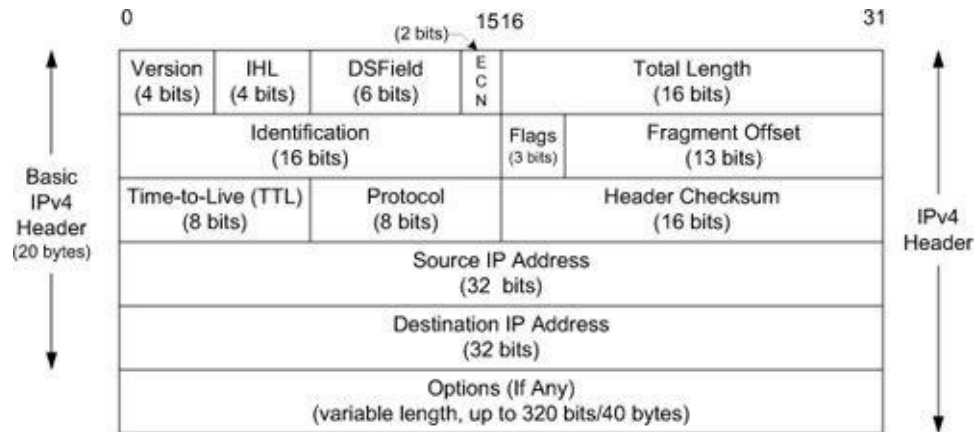 0 1516 31
(2 bits)
Version IHL DSField E C N Total Length
(4 bits) (4 bits) (6 bits) (16 bits)
Identification Flags Fragment Offset
(16 bits) (3 bits) (13 bits)
Basic
IPv4
Header
(20 bytes)
Time-to-Live (TTL) Protocol Header Checksum
(8 bits) (8 bits) (16 bits)
IPv4
Header
Source IP Address
(32 bits)
Destination IP Address
(32 bits)
Options (If Any)
(variable length, up to 320 bits/40 bytes)